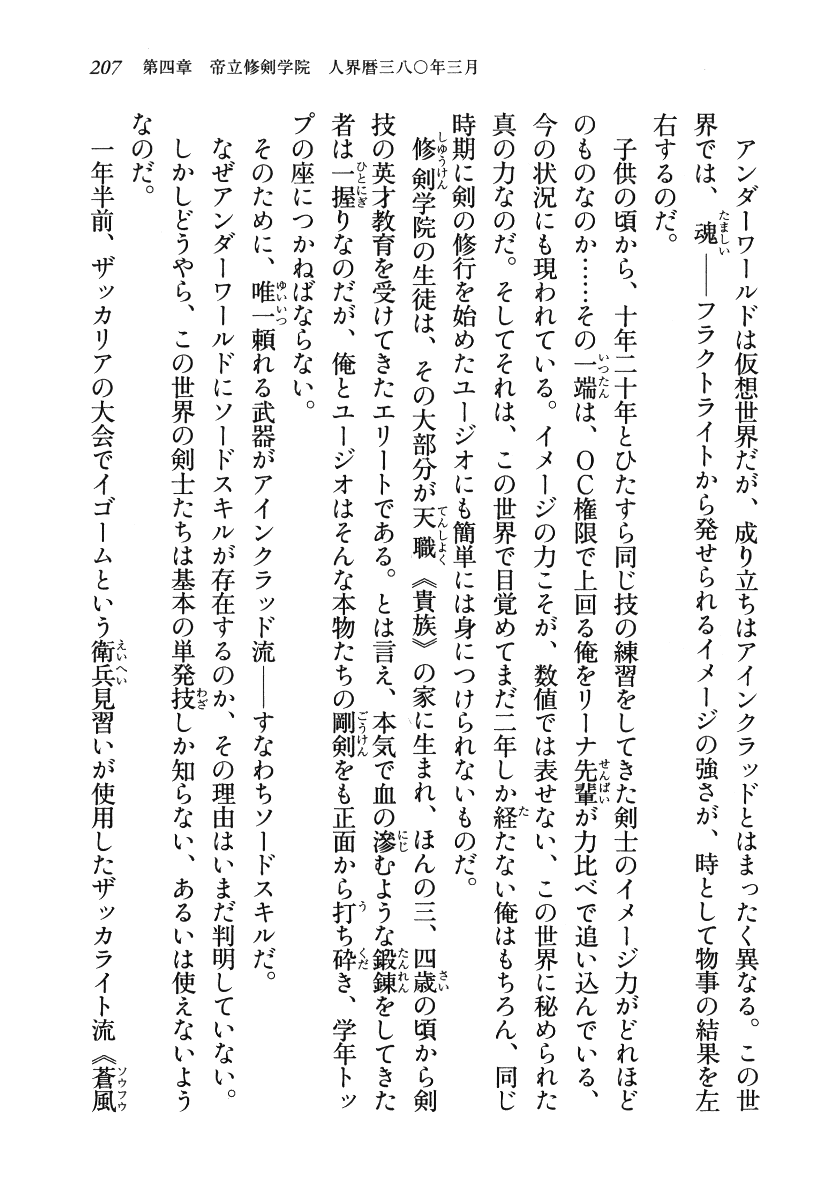 207 第四章 帝立修剣学院 人界暦三八〇年三月
アンダーワールドは仮想世界だが、成り立ちはアインクラッドとはまったく異なる。この世
界では、魂――フラクトライトから発せられるイメージの強さが、時として物事の結果を左
右するのだ。
子供の頃から、十年二十年とひたすら同じ技の練習をしてきた剣士のイメージ力がどれほど
のものなのか……その一端は、OC権限で上回る俺をリーナ先輩が力比べで追い込んでいる、
今の状況にも現われている。イメージの力こそが、数値では表せない、この世界に秘められた
真の力なのだ。そしてそれは、この世界で目覚めてまだ二年しか経たない俺はもちろん、同じ
時期に剣の修行を始めたユージオにも簡単には身につけられないものだ。
修剣学院の生徒は、その大部分が天職《貴族》の家に生まれ、ほんの三、四歳の頃から剣
技の英才教育を受けてきたエリートである。とは言え、本気で血の滲むような鍛錬をしてきた
者は一握りなのだが、俺とユージオはそんな本物たちの剛剣をも正面から打ち砕き、学年トッ
プの座につかねばならない。
そのために、唯一頼れる武器がアインクラッド流――すなわちソードスキルだ。
なぜアンダーワールドにソードスキルが存在するのか、その理由はいまだ判明していない。
しかしどうやら、この世界の剣士たちは基本の単発技しか知らない、あるいは使えないよう
なのだ。
一年半前、ザッカリアの大会でイゴームという衛兵見習いが使用したザッカライト流《蒼風